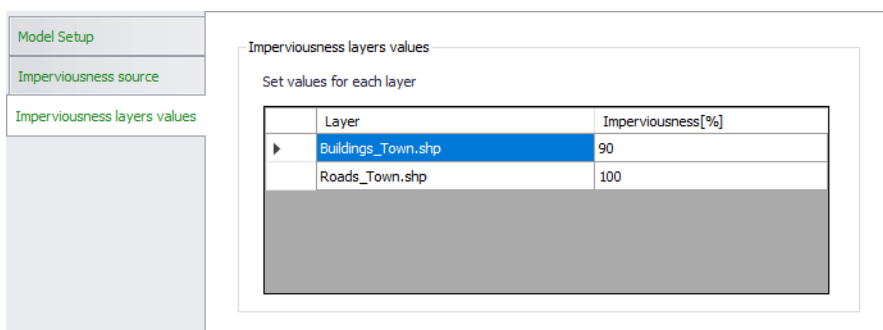 Model Setup
Imperviousness source
Imperviousness layers values
Imperviousness layers values
Set values for each layer
Layer Imperviousness[%]
Buildings_Town.shp 90
Roads_Town.shp 100